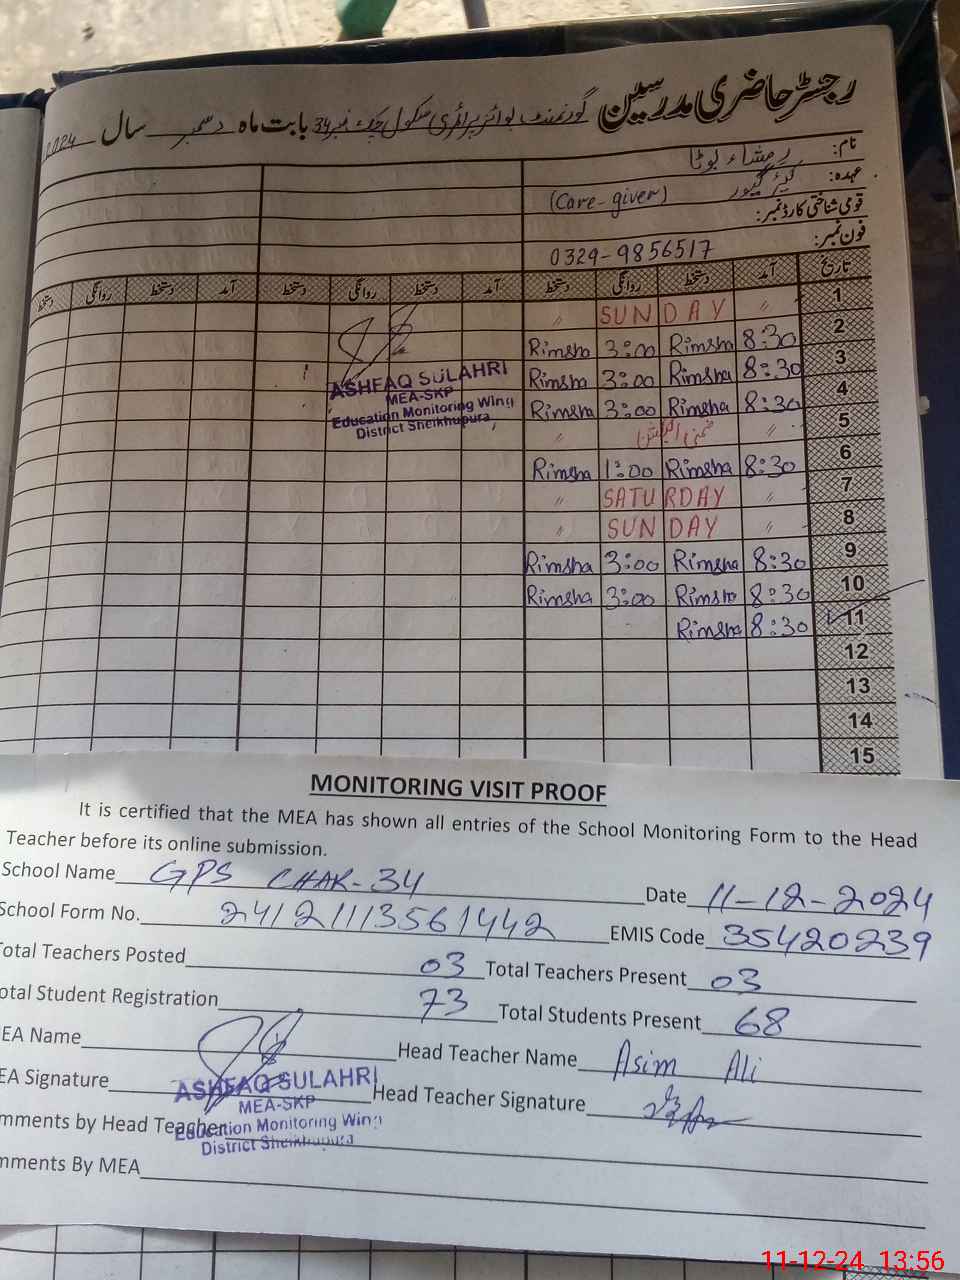 رجسٹر حاضری مدرسین گورنمنٹ بوائز پرائمری سکول چک نمبر 34 بابت ماہ دسمبر سال 2024
نام: رمشاء بوٹا
عہدہ: کیئر گیور (Care-giver)
قومی شناختی کارڈ نمبر:
فون نمبر: 0329-9856517
تاریخ آمد دستخط روانگی دستخط آمد دستخط روانگی دستخط آمد دستخط روانگی دستخط
1 〃 SUNDAY 〃
2 8:30 Rimsha 3:00 Rimsha
3 8:30 Rimsha 3:00 Rimsha
4 8:30 Rimsha 3:00 Rimsha
5 〃 ضمنی الیکشن 〃
6 8:30 Rimsha 1:00 Rimsha
7 〃 SATURDAY 〃
8 〃 SUNDAY 〃
9 8:30 Rimsha 3:00 Rimsha
10 8:30 Rimsha 3:00 Rimsha
11 8:30 Rimsha
12
13
14
15
ASHFAQ SULAHRI
MEA-SKP
Education Monitoring Wing
District Sheikhupura
MONITORING VISIT PROOF
It is certified that the MEA has shown all entries of the School Monitoring Form to the Head
Teacher before its online submission.
School Name GPS CHAK-34 Date 11-12-2024
School Form No. 241211113561442 EMIS Code 35420239
otal Teachers Posted 03 Total Teachers Present 03
otal Student Registration 73 Total Students Present 68
EA Name Head Teacher Name Asim Ali
EA Signature Head Teacher Signature
mments by Head Teacher
mments By MEA
ASHFAQ SULAHRI
MEA-SKP
Education Monitoring Wing
District Sheikhupura
11-12-24 13:56